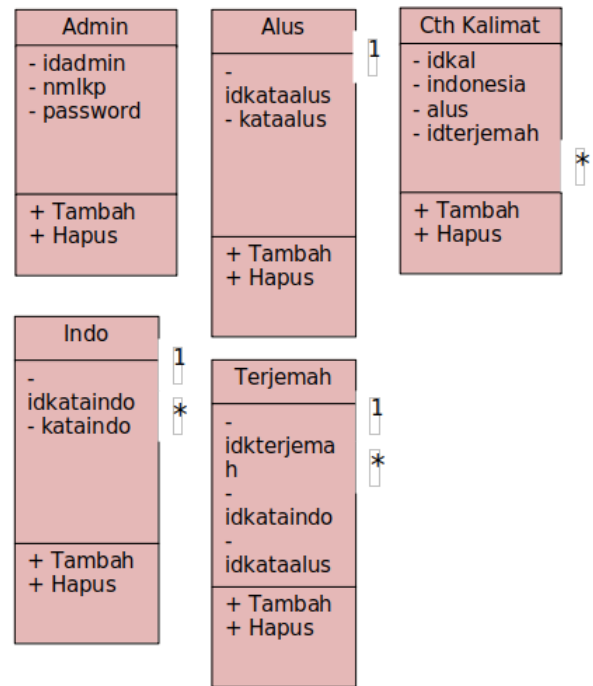 Admin
- idadmin
- nmlkp
- password
+ Tambah
+ Hapus
Alus
-
idkataalus
- kataalus
+ Tambah
+ Hapus
1
Cth Kalimat
- idkal
- indonesia
- alus
- idterjemah
+ Tambah
+ Hapus
*
Indo
-
idkataindo
- kataindo
+ Tambah
+ Hapus
1
*
Terjemah
-
idkterjema
h
-
idkataindo
-
idkataalus
+ Tambah
+ Hapus
1
*